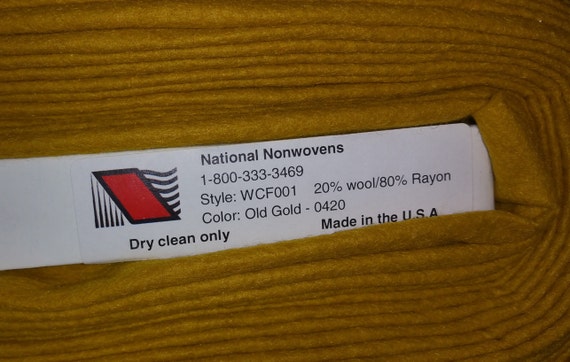 National Nonwovens
1-800-333-3469
Style: WCF001 20% wool/80% Rayon
Color: Old Gold - 0420
Dry clean only Made in the U.S.A